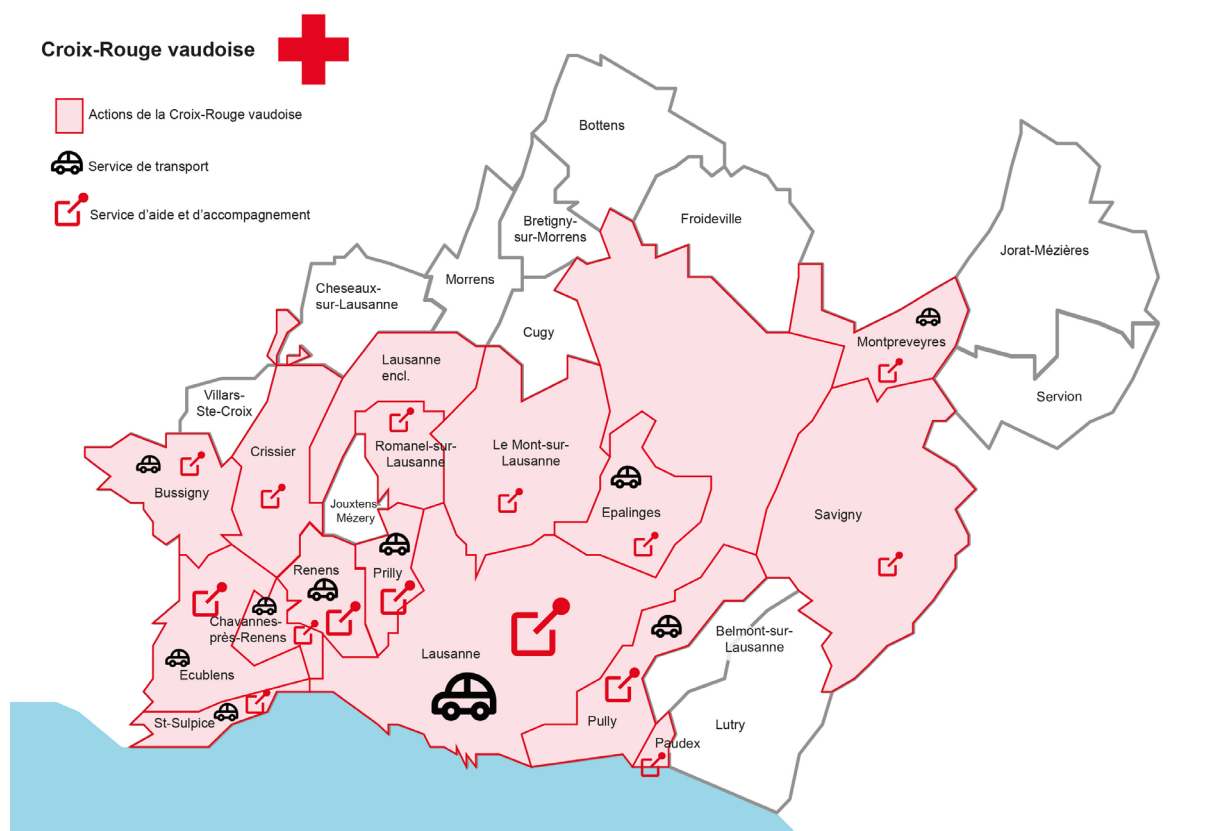 Croix-Rouge vaudoise
Actions de la Croix-Rouge vaudoise
Service de transport
Service d'aide et d'accompagnement
Bottens
Froideville
Bretigny-
sur-Morrens
Jorat-Mézières
Morrens
Cheseaux-
sur-Lausanne
Cugy
Montpreveyres
Lausanne
encl.
Servion
Villars-
Ste-Croix
Crissier
Romanel-sur-
Lausanne
Le Mont-sur-
Lausanne
Bussigny
Jouxtens-
Mézery
Epalinges
Savigny
Renens
Prilly
Chavannes-
près-Renens
Belmont-sur-
Lausanne
Lausanne
Ecublens
St-Sulpice
Pully
Lutry
Paudex